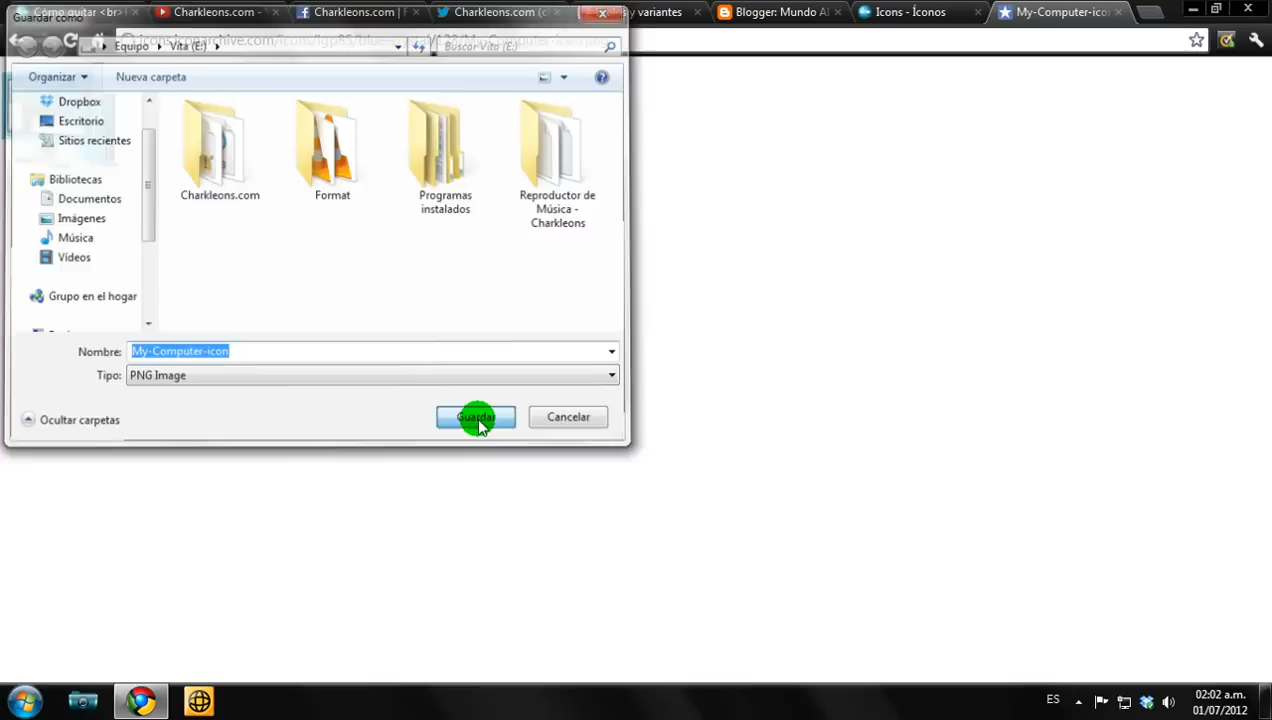 Guardar como
Cómo quitar <br>
Charkleons.com -
Charkleons.com |
Charkleons.com (
y variantes
Blogger: Mundo Al
Icons - Íconos
My-Computer-ico
Equipo
Vita (E:)
Buscar Vita (E:)
Organizar
Nueva carpeta
Dropbox
Escritorio
Sitios recientes
Bibliotecas
Documentos
Imágenes
Música
Vídeos
Grupo en el hogar
Charkleons.com
Format
Programas
instalados
Reproductor de
Música -
Charkleons
Nombre:
My-Computer-icon
Tipo:
PNG Image
Ocultar carpetas
Guardar
Cancelar
ES
02:02 a.m.
01/07/2012